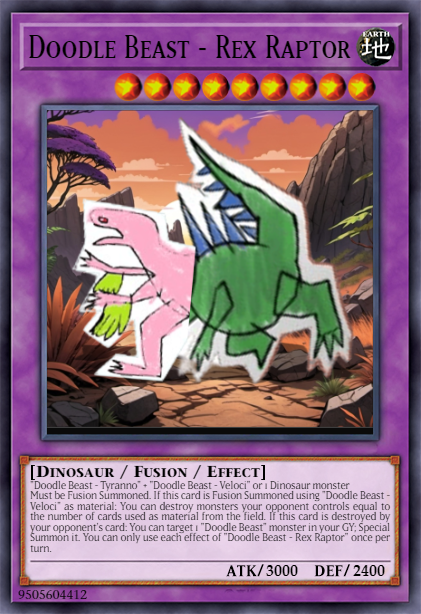 Doodle Beast - Rex Raptor
EARTH
地
[Dinosaur / Fusion / Effect]
"Doodle Beast - Tyranno" + "Doodle Beast - Veloci" or 1 Dinosaur monster
Must be Fusion Summoned. If this card is Fusion Summoned using "Doodle Beast -
Veloci" as material: You can destroy monsters your opponent controls equal to
the number of cards used as material from the field. If this card is destroyed by
your opponent's card: You can target 1 "Doodle Beast" monster in your GY; Special
Summon it. You can only use each effect of "Doodle Beast - Rex Raptor" once per
turn.
ATK/3000 DEF/2400
9505604412